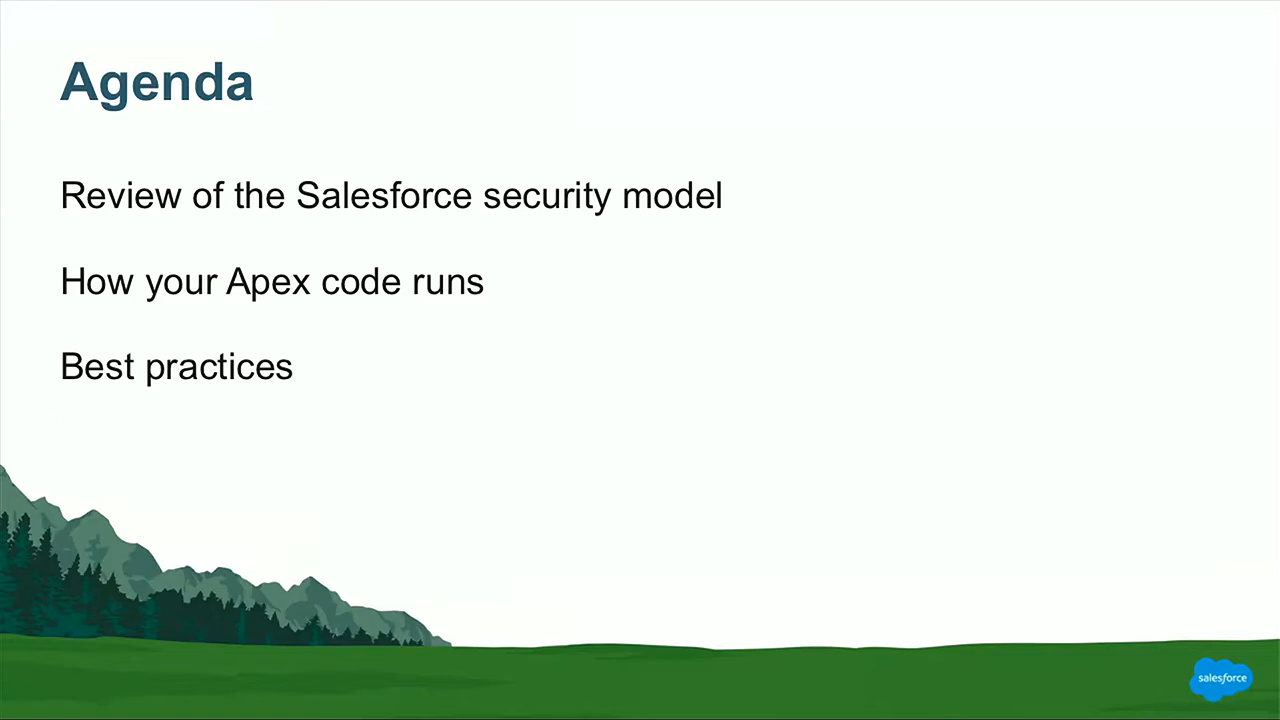 Agenda
Review of the Salesforce security model
How your Apex code runs
Best practices
salesforce